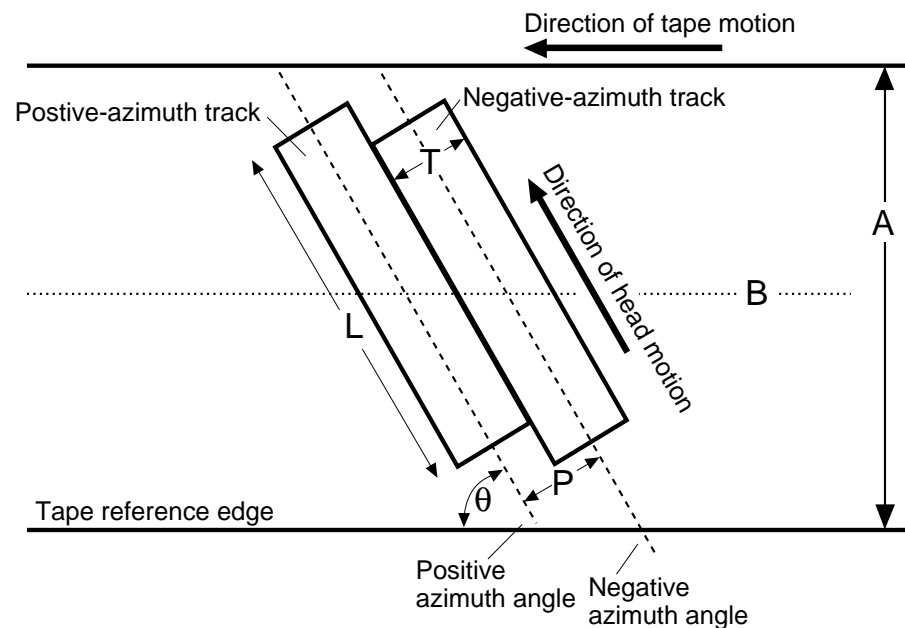 Direction of tape motion
Postive-azimuth track
Negative-azimuth track
T
Direction of head motion
A
B
L
P
θ
Tape reference edge
Positive
azimuth angle
Negative
azimuth angle